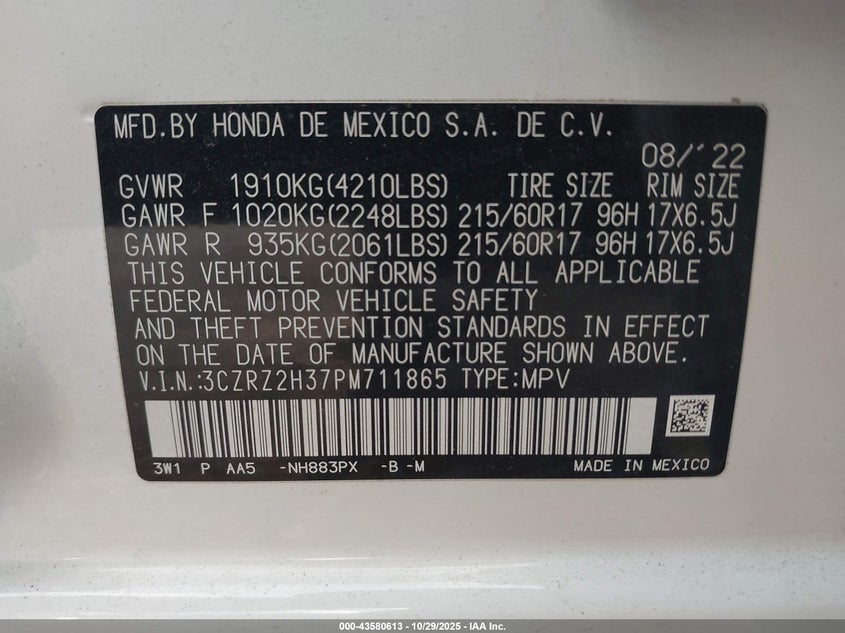 MFD.BY HONDA DE MEXICO S.A. DE C.V.
08/'22
GVWR 1910KG(4210LBS) TIRE SIZE RIM SIZE
GAWR F 1020KG(2248LBS) 215/60R17 96H 17X6.5J
GAWR R 935KG(2061LBS) 215/60R17 96H 17X6.5J
THIS VEHICLE CONFORMS TO ALL APPLICABLE
FEDERAL MOTOR VEHICLE SAFETY
AND THEFT PREVENTION STANDARDS IN EFFECT
ON THE DATE OF MANUFACTURE SHOWN ABOVE.
V.I.N.:3CZRZ2H37PM711865 TYPE:MPV
3W1 P AA5 -NH883PX -B -M MADE IN MEXICO
000-43580613 - 10/29/2025 - IAA Inc.